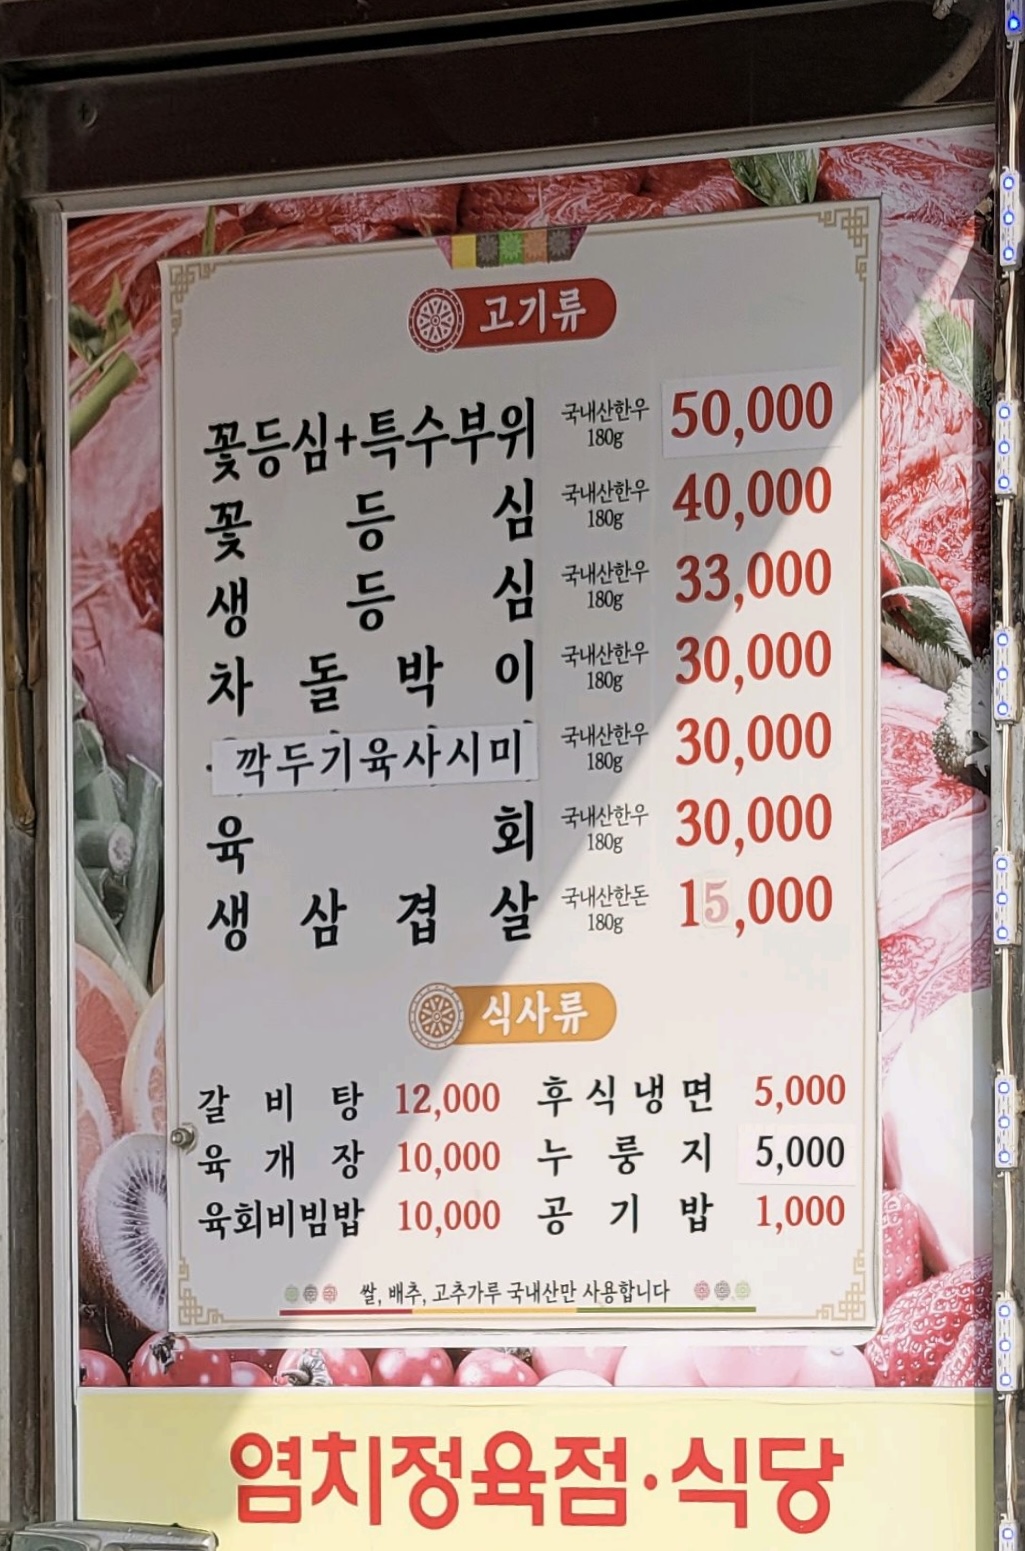 고기류
꽃등심+특수부위 국내산한우 180g 50,000
꽃등심 국내산한우 180g 40,000
생등심 국내산한우 180g 33,000
차돌박이 국내산한우 180g 30,000
깍두기육사시미 국내산한우 180g 30,000
육회 국내산한우 180g 30,000
생삼겹살 국내산한돈 180g 15,000
식사류
갈비탕 12,000 후식냉면 5,000
육개장 10,000 누룽지 5,000
육회비빔밥 10,000 공기밥 1,000
쌀, 배추, 고추가루 국내산만 사용합니다
염치정육점·식당